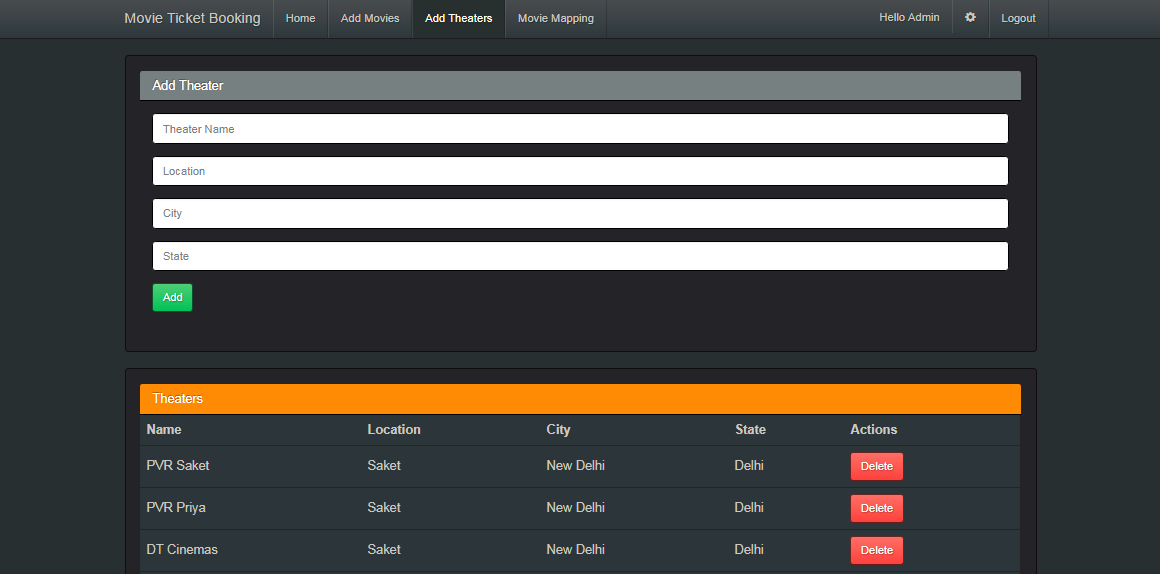 Movie Ticket Booking Home Add Movies Add Theaters Movie Mapping Hello Admin Logout
Add Theater
Theater Name
Location
City
State
Add
Theaters
Name Location City State Actions
PVR Saket Saket New Delhi Delhi Delete
PVR Priya Saket New Delhi Delhi Delete
DT Cinemas Saket New Delhi Delhi Delete